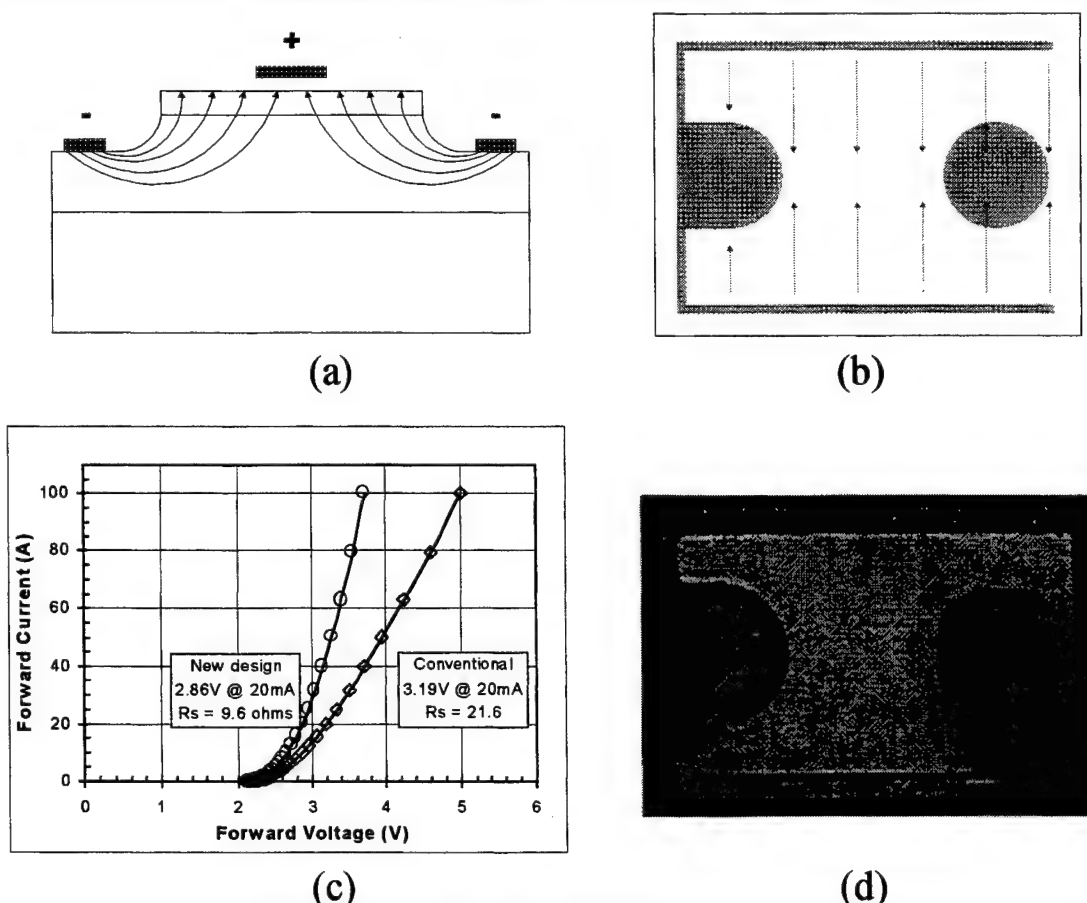 +
-
-
(a)
(b)
Forward Current (A)
100
80
60
40
20
0
New design
2.86V @ 20mA
Rs = 9.6 ohms
Conventional
3.19V @ 20mA
Rs = 21.6
0 1 2 3 4 5 6
Forward Voltage (V)
(c)
(d)